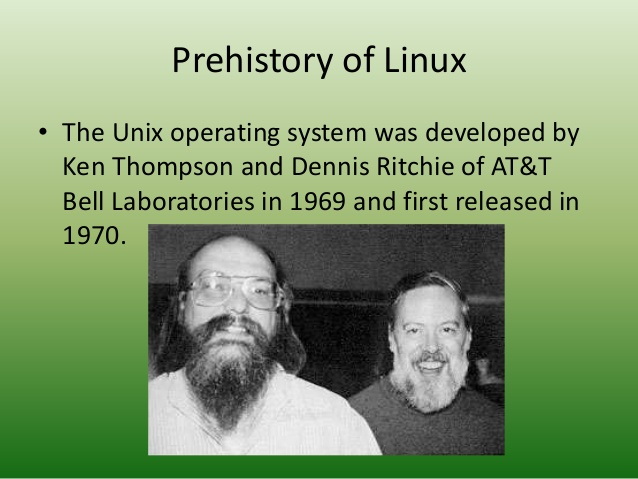 Prehistory of Linux
• The Unix operating system was developed by
Ken Thompson and Dennis Ritchie of AT&T
Bell Laboratories in 1969 and first released in
1970.